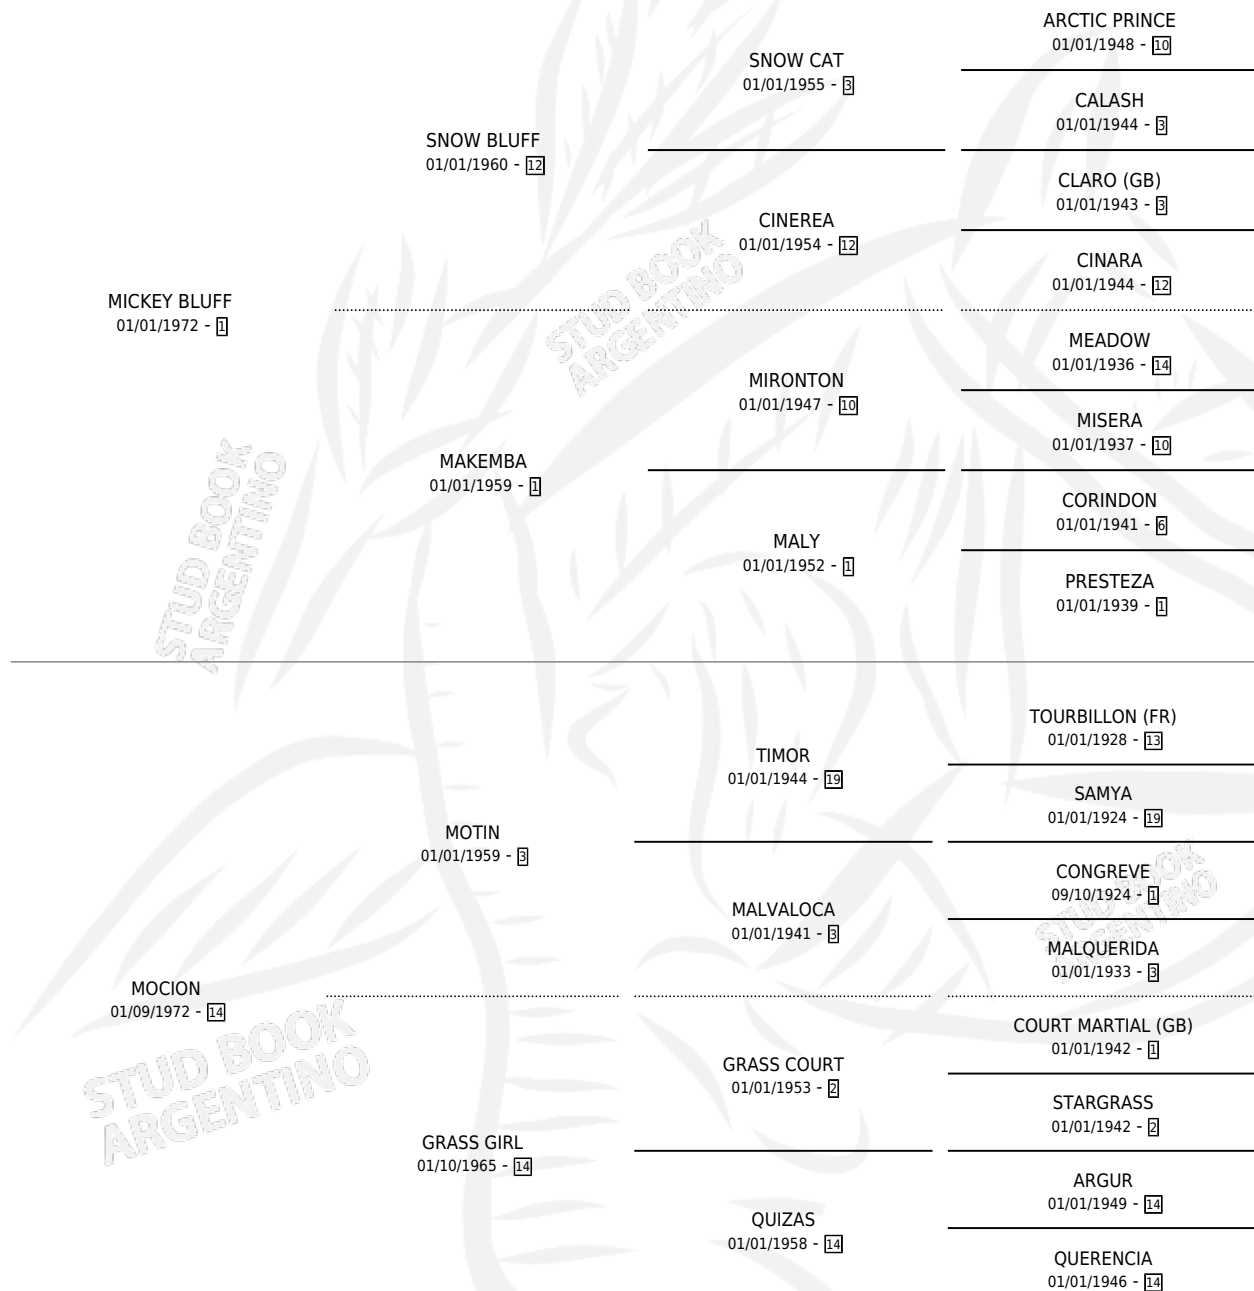 ARCTIC PRINCE
01/01/1948 - 10
SNOW CAT
01/01/1955 - 3
CALASH
01/01/1944 - 3
SNOW BLUFF
01/01/1960 - 12
CLARO (GB)
01/01/1943 - 3
CINEREA
01/01/1954 - 12
CINARA
01/01/1944 - 12
MICKEY BLUFF
01/01/1972 - 1
MEADOW
01/01/1936 - 14
MIRONTON
01/01/1947 - 10
MISERA
01/01/1937 - 10
MAKEMBA
01/01/1959 - 1
CORINDON
01/01/1941 - 6
MALY
01/01/1952 - 1
PRESTEZA
01/01/1939 - 1
TOURBILLON (FR)
01/01/1928 - 13
TIMOR
01/01/1944 - 19
SAMYA
01/01/1924 - 19
MOTIN
01/01/1959 - 3
CONGREVE
09/10/1924 - 1
MALVALOCA
01/01/1941 - 3
MALQUERIDA
01/01/1933 - 3
MOCION
01/09/1972 - 14
COURT MARTIAL (GB)
01/01/1942 - 1
GRASS COURT
01/01/1953 - 2
STARGRASS
01/01/1942 - 2
GRASS GIRL
01/10/1965 - 14
ARGUR
01/01/1949 - 14
QUIZAS
01/01/1958 - 14
QUERENCIA
01/01/1946 - 14
STUD BOOK
ARGENTINO
STUD BOOK
ARGENTINO
STUD BOOK
ARGENTINO
STUD BOOK
ARGENTINO